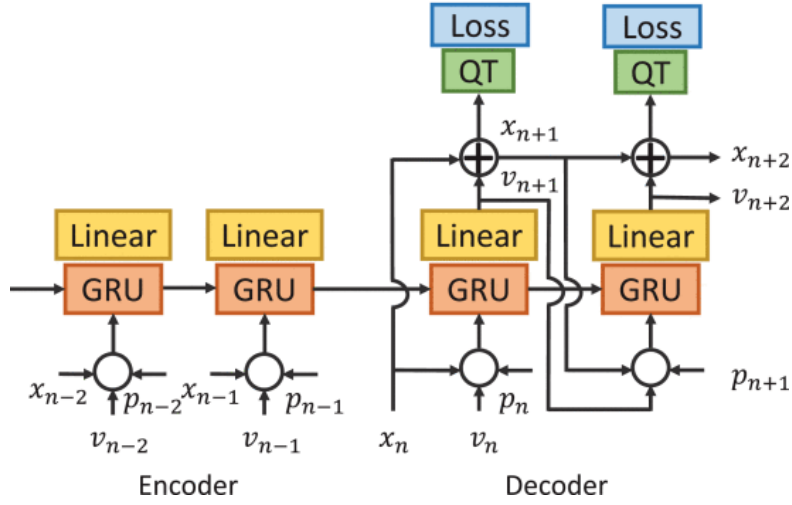 Loss Loss
QT QT
x_{n+1}
x_{n+2}
v_{n+1}
v_{n+2}
Linear Linear Linear Linear
GRU GRU GRU GRU
x_{n-2} p_{n-2} x_{n-1} p_{n-1} p_n p_{n+1}
v_{n-2} v_{n-1} x_n v_n
Encoder Decoder